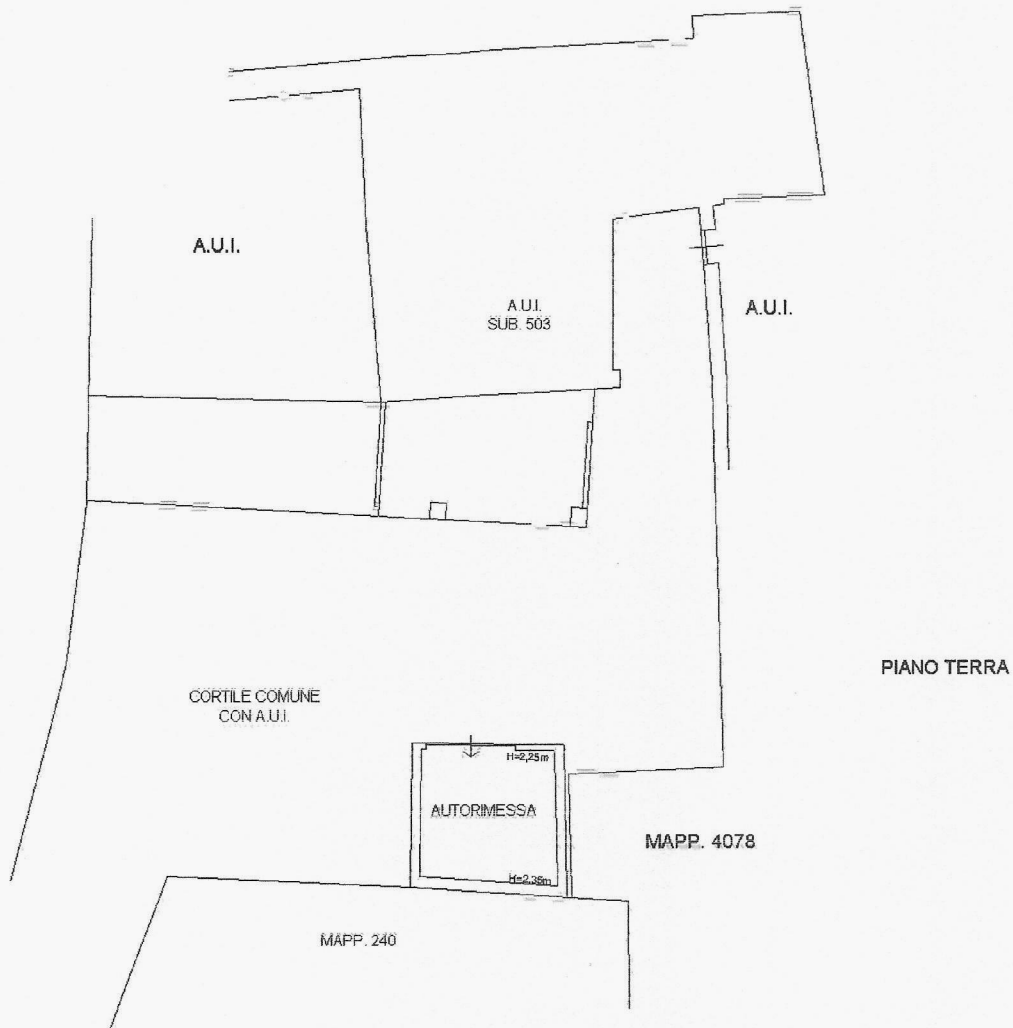 A.U.I.
A.U.I.
SUB. 503
A.U.I.
PIANO TERRA
CORTILE COMUNE
CON A.U.I.
H=2,25m
AUTORIMESSA
MAPP. 4078
H=2,35m
MAPP. 240